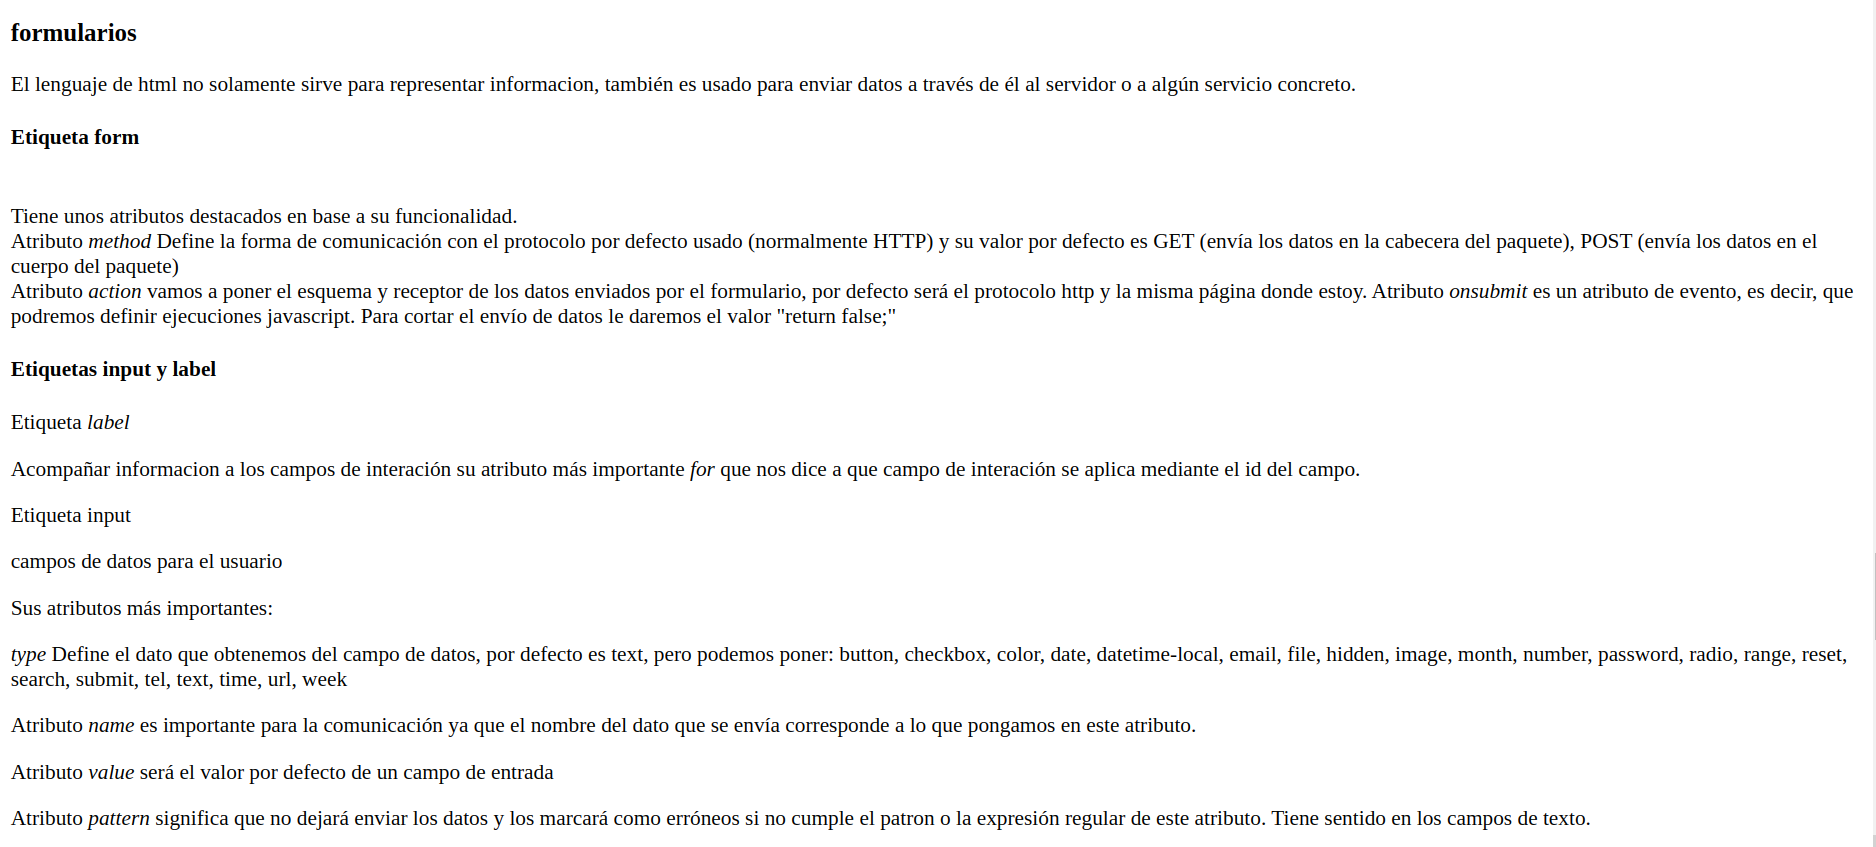 formularios
El lenguaje de html no solamente sirve para representar informacion, también es usado para enviar datos a través de él al servidor o a algún servicio concreto.
Etiqueta form
Tiene unos atributos destacados en base a su funcionalidad.
Atributo method Define la forma de comunicación con el protocolo por defecto usado (normalmente HTTP) y su valor por defecto es GET (envía los datos en la cabecera del paquete), POST (envía los datos en el
cuerpo del paquete)
Atributo action vamos a poner el esquema y receptor de los datos enviados por el formulario, por defecto será el protocolo http y la misma página donde estoy. Atributo onsubmit es un atributo de evento, es decir, que
podremos definir ejecuciones javascript. Para cortar el envío de datos le daremos el valor "return false;"
Etiquetas input y label
Etiqueta label
Acompañar informacion a los campos de interación su atributo más importante for que nos dice a que campo de interación se aplica mediante el id del campo.
Etiqueta input
campos de datos para el usuario
Sus atributos más importantes:
type Define el dato que obtenemos del campo de datos, por defecto es text, pero podemos poner: button, checkbox, color, date, datetime-local, email, file, hidden, image, month, number, password, radio, range, reset,
search, submit, tel, text, time, url, week
Atributo name es importante para la comunicación ya que el nombre del dato que se envía corresponde a lo que pongamos en este atributo.
Atributo value será el valor por defecto de un campo de entrada
Atributo pattern significa que no dejará enviar los datos y los marcará como erróneos si no cumple el patron o la expresión regular de este atributo. Tiene sentido en los campos de texto.